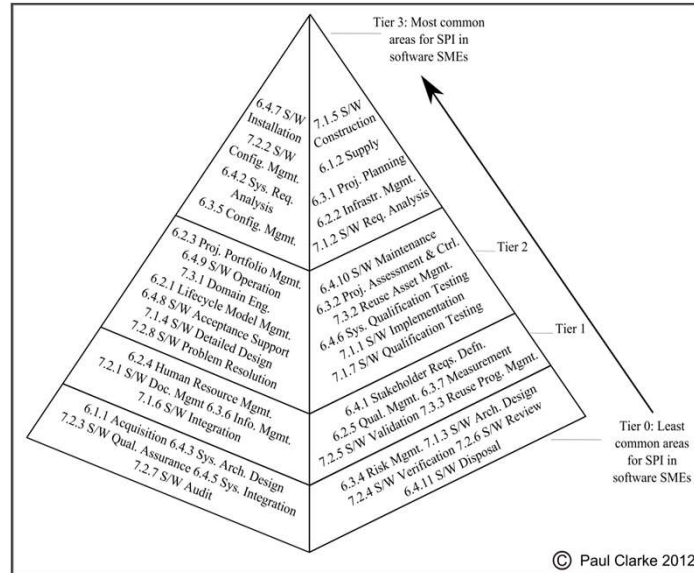 Tier 3: Most common
areas for SPI in
software SMEs
6.4.7 S/W
Installation
7.2.2 S/W
Config. Mgmt.
6.4.2 Sys. Req.
Analysis
6.3.5 Config. Mgmt.
7.1.5 S/W
Construction
6.1.2 Supply
6.3.1 Proj. Planning
6.2.2 Infrastr. Mgmt.
7.1.2 S/W Req. Analysis
Tier 2
6.2.3 Proj. Portfolio Mgmt.
6.4.9 S/W Operation
7.3.1 Domain Eng.
6.2.1 Lifecycle Model Mgmt.
6.4.8 S/W Acceptance Support
7.1.4 S/W Detailed Design
7.2.8 S/W Problem Resolution
6.4.10 S/W Maintenance
6.3.2 Proj. Assessment & Ctrl.
7.3.2 Reuse Asset Mgmt.
6.4.6 Sys. Qualification Testing
7.1.1 S/W Implementation
7.1.7 S/W Qualification Testing
Tier 1
6.2.4 Human Resource Mgmt.
7.2.1 S/W Doc. Mgmt 6.3.6 Info. Mgmt.
7.1.6 S/W Integration
6.4.1 Stakeholder Reqs. Defn.
6.2.5 Qual. Mgmt. 6.3.7 Measurement
7.2.5 S/W Validation 7.3.3 Reuse Prog. Mgmt.
Tier 0: Least
common areas
for SPI in
software SMEs
6.1.1 Acquisition 6.4.3 Sys. Arch. Design
7.2.3 S/W Qual. Assurance 6.4.5 Sys. Integration
7.2.7 S/W Audit
6.3.4 Risk Mgmt. 7.1.3 S/W Arch. Design
7.2.4 S/W Verification 7.2.6 S/W Review
6.4.11 S/W Disposal
© Paul Clarke 2012